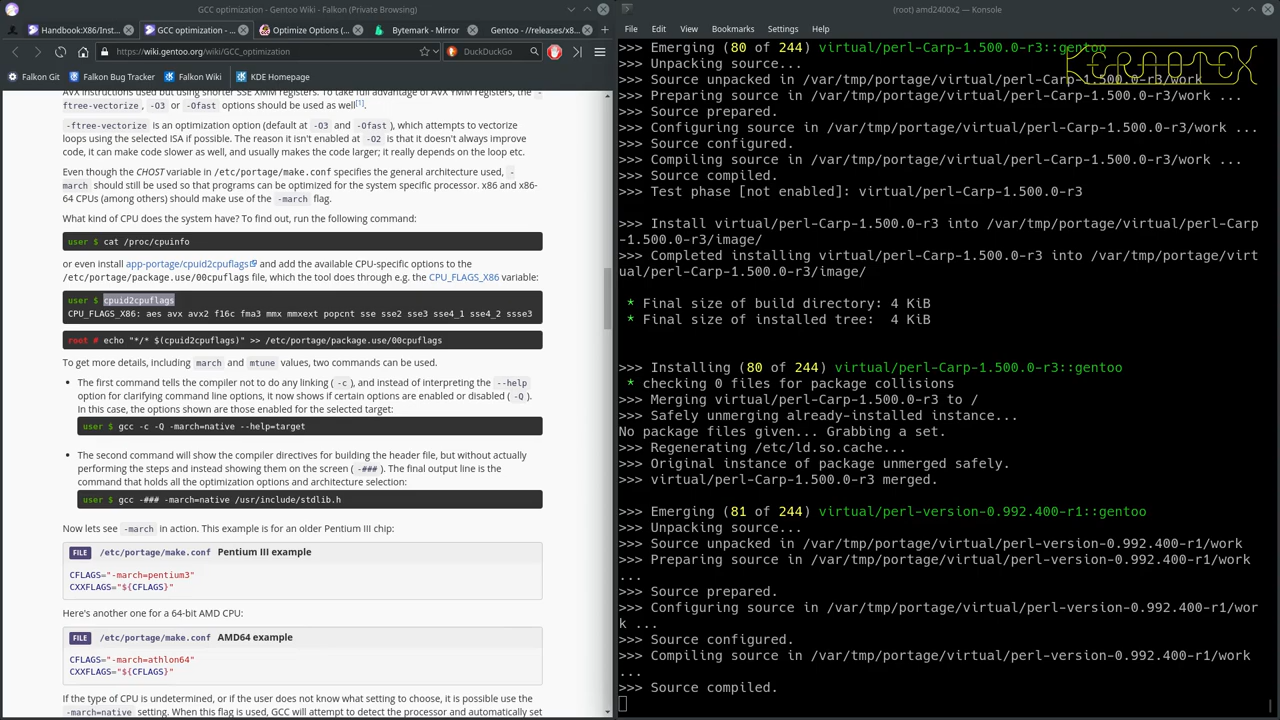 GCC optimization - Gentoo Wiki - Falkon (Private Browsing)
Handbook:X86/Inst...
GCC optimization - ...
Optimize Options (...
Bytemark - Mirror
Gentoo - /releases/x8...
https://wiki.gentoo.org/wiki/GCC_optimization
DuckDuckGo
Falkon Git
Falkon Bug Tracker
Falkon Wiki
KDE Homepage
AVX instructions used but using shorter SSE XMM registers. To take full advantage of AVX YMM registers, the -
ftree-vectorize, -O3 or -Ofast options should be used as well[1].
-ftree-vectorize is an optimization option (default at -O3 and -Ofast), which attempts to vectorize
loops using the selected ISA if possible. The reason it isn't enabled at -O2 is that it doesn't always improve
code, it can make code slower as well, and usually makes the code larger; it really depends on the loop etc.
Even though the CHOST variable in /etc/portage/make.conf specifies the general architecture used, -
march should still be used so that programs can be optimized for the system specific processor. x86 and x86-
64 CPUs (among others) should make use of the -march flag.
What kind of CPU does the system have? To find out, run the following command:
user $ cat /proc/cpuinfo
or even install app-portage/cpuid2cpuflags and add the available CPU-specific options to the
/etc/portage/package.use/00cpuflags file, which the tool does through e.g. the CPU_FLAGS_X86 variable:
user $ cpuid2cpuflags
CPU_FLAGS_X86: aes avx avx2 f16c fma3 mmx mmxext popcnt sse sse2 sse3 sse4_1 sse4_2 ssse3
root # echo "*/* $(cpuid2cpuflags)" >> /etc/portage/package.use/00cpuflags
To get more details, including march and mtune values, two commands can be used.
• The first command tells the compiler not to do any linking (-c), and instead of interpreting the --help
option for clarifying command line options, it now shows if certain options are enabled or disabled (-Q).
In this case, the options shown are those enabled for the selected target:
user $ gcc -c -Q -march=native --help=target
• The second command will show the compiler directives for building the header file, but without actually
performing the steps and instead showing them on the screen (-###). The final output line is the
command that holds all the optimization options and architecture selection:
user $ gcc -### -march=native /usr/include/stdlib.h
Now lets see -march in action. This example is for an older Pentium III chip:
FILE /etc/portage/make.conf Pentium III example
CFLAGS="-march=pentium3"
CXXFLAGS="${CFLAGS}"
Here's another one for a 64-bit AMD CPU:
FILE /etc/portage/make.conf AMD64 example
CFLAGS="-march=athlon64"
CXXFLAGS="${CFLAGS}"
If the type of CPU is undetermined, or if the user does not know what setting to choose, it is possible use the
-march=native setting. When this flag is used, GCC will attempt to detect the processor and automatically set
(root) amd2400x2 — Konsole
File Edit View Bookmarks Settings Help
KERNOTEX
>>> Emerging (80 of 244) virtual/perl-Carp-1.500.0-r3::gentoo
>>> Unpacking source...
>>> Source unpacked in /var/tmp/portage/virtual/perl-Carp-1.500.0-r3/work
>>> Preparing source in /var/tmp/portage/virtual/perl-Carp-1.500.0-r3/work ...
>>> Source prepared.
>>> Configuring source in /var/tmp/portage/virtual/perl-Carp-1.500.0-r3/work ...
>>> Source configured.
>>> Compiling source in /var/tmp/portage/virtual/perl-Carp-1.500.0-r3/work ...
>>> Source compiled.
>>> Test phase [not enabled]: virtual/perl-Carp-1.500.0-r3
>>> Install virtual/perl-Carp-1.500.0-r3 into /var/tmp/portage/virtual/perl-Carp
-1.500.0-r3/image/
>>> Completed installing virtual/perl-Carp-1.500.0-r3 into /var/tmp/portage/virt
ual/perl-Carp-1.500.0-r3/image/
* Final size of build directory: 4 KiB
* Final size of installed tree: 4 KiB
>>> Installing (80 of 244) virtual/perl-Carp-1.500.0-r3::gentoo
* checking 0 files for package collisions
>>> Merging virtual/perl-Carp-1.500.0-r3 to /
>>> Safely unmerging already-installed instance...
No package files given... Grabbing a set.
>>> Regenerating /etc/ld.so.cache...
>>> Original instance of package unmerged safely.
>>> virtual/perl-Carp-1.500.0-r3 merged.
>>> Emerging (81 of 244) virtual/perl-version-0.992.400-r1::gentoo
>>> Unpacking source...
>>> Source unpacked in /var/tmp/portage/virtual/perl-version-0.992.400-r1/work
>>> Preparing source in /var/tmp/portage/virtual/perl-version-0.992.400-r1/work
...
>>> Source prepared.
>>> Configuring source in /var/tmp/portage/virtual/perl-version-0.992.400-r1/wor
k ...
>>> Source configured.
>>> Compiling source in /var/tmp/portage/virtual/perl-version-0.992.400-r1/work
...
>>> Source compiled.